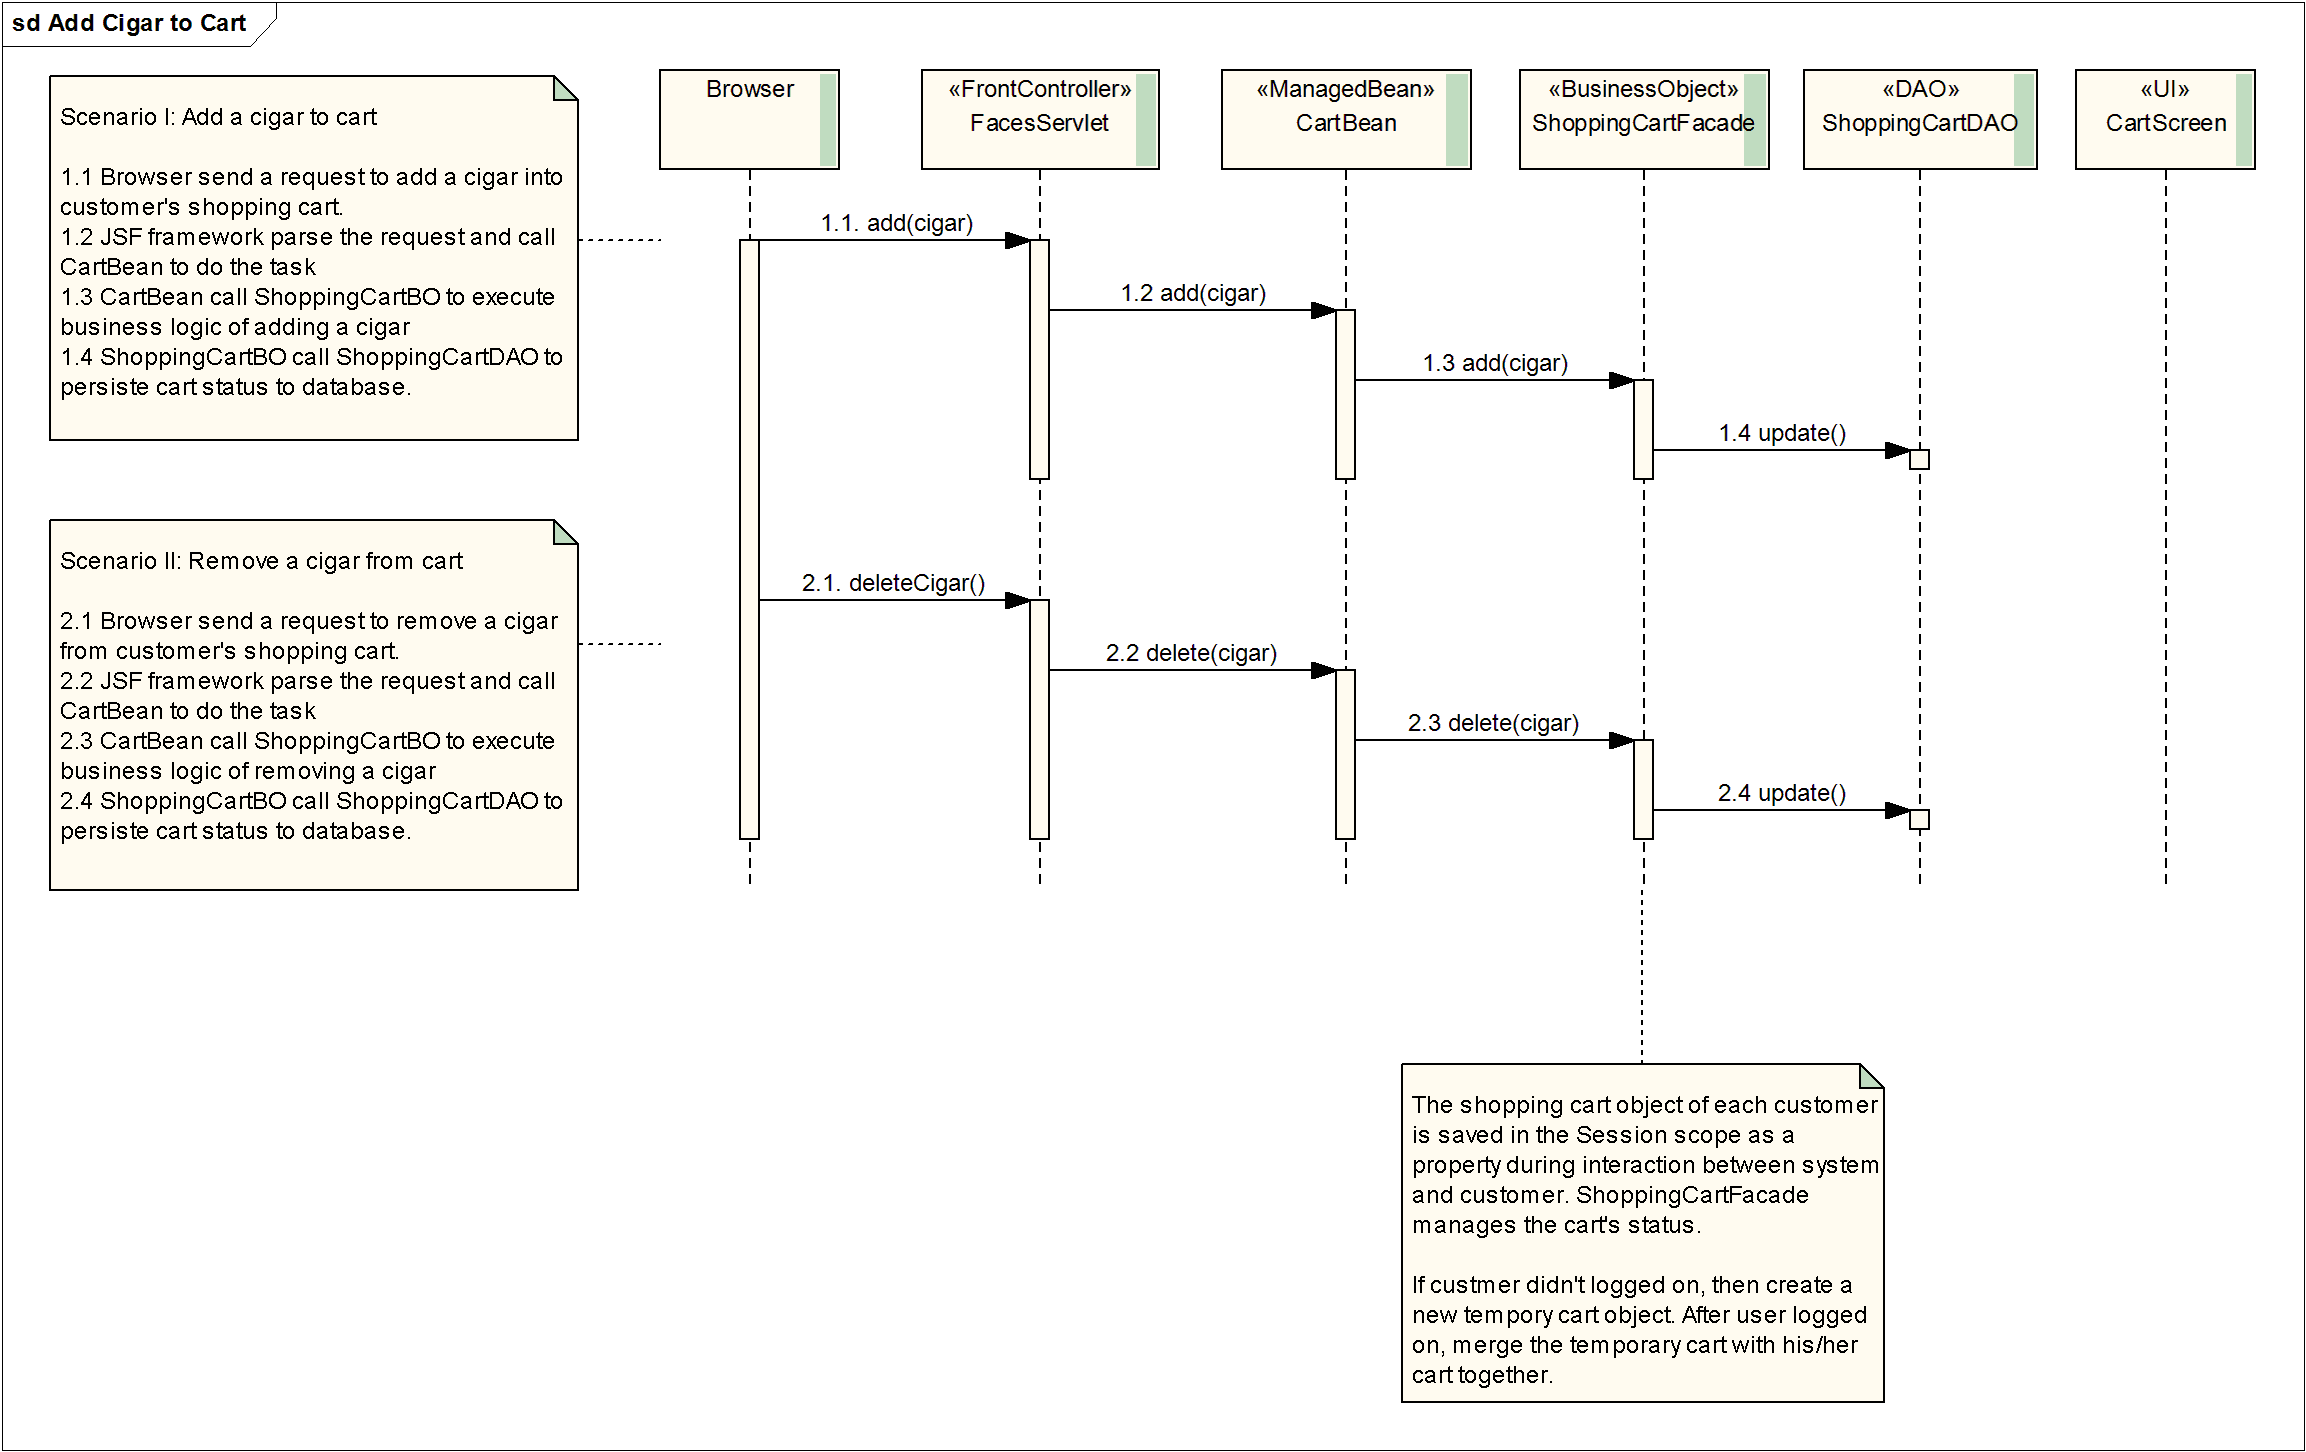 sd Add Cigar to Cart
Scenario I: Add a cigar to cart
1.1 Browser send a request to add a cigar into
customer's shopping cart.
1.2 JSF framework parse the request and call
CartBean to do the task
1.3 CartBean call ShoppingCartBO to execute
business logic of adding a cigar
1.4 ShoppingCartBO call ShoppingCartDAO to
persiste cart status to database.
Browser
«FrontController»
FacesServlet
«ManagedBean»
CartBean
«BusinessObject»
ShoppingCartFacade
«DAO»
ShoppingCartDAO
«UI»
CartScreen
1.1. add(cigar)
1.2 add(cigar)
1.3 add(cigar)
1.4 update()
Scenario II: Remove a cigar from cart
2.1 Browser send a request to remove a cigar
from customer's shopping cart.
2.2 JSF framework parse the request and call
CartBean to do the task
2.3 CartBean call ShoppingCartBO to execute
business logic of removing a cigar
2.4 ShoppingCartBO call ShoppingCartDAO to
persiste cart status to database.
2.1. deleteCigar()
2.2 delete(cigar)
2.3 delete(cigar)
2.4 update()
The shopping cart object of each customer
is saved in the Session scope as a
property during interaction between system
and customer. ShoppingCartFacade
manages the cart's status.
If custmer didn't logged on, then create a
new tempory cart object. After user logged
on, merge the temporary cart with his/her
cart together.